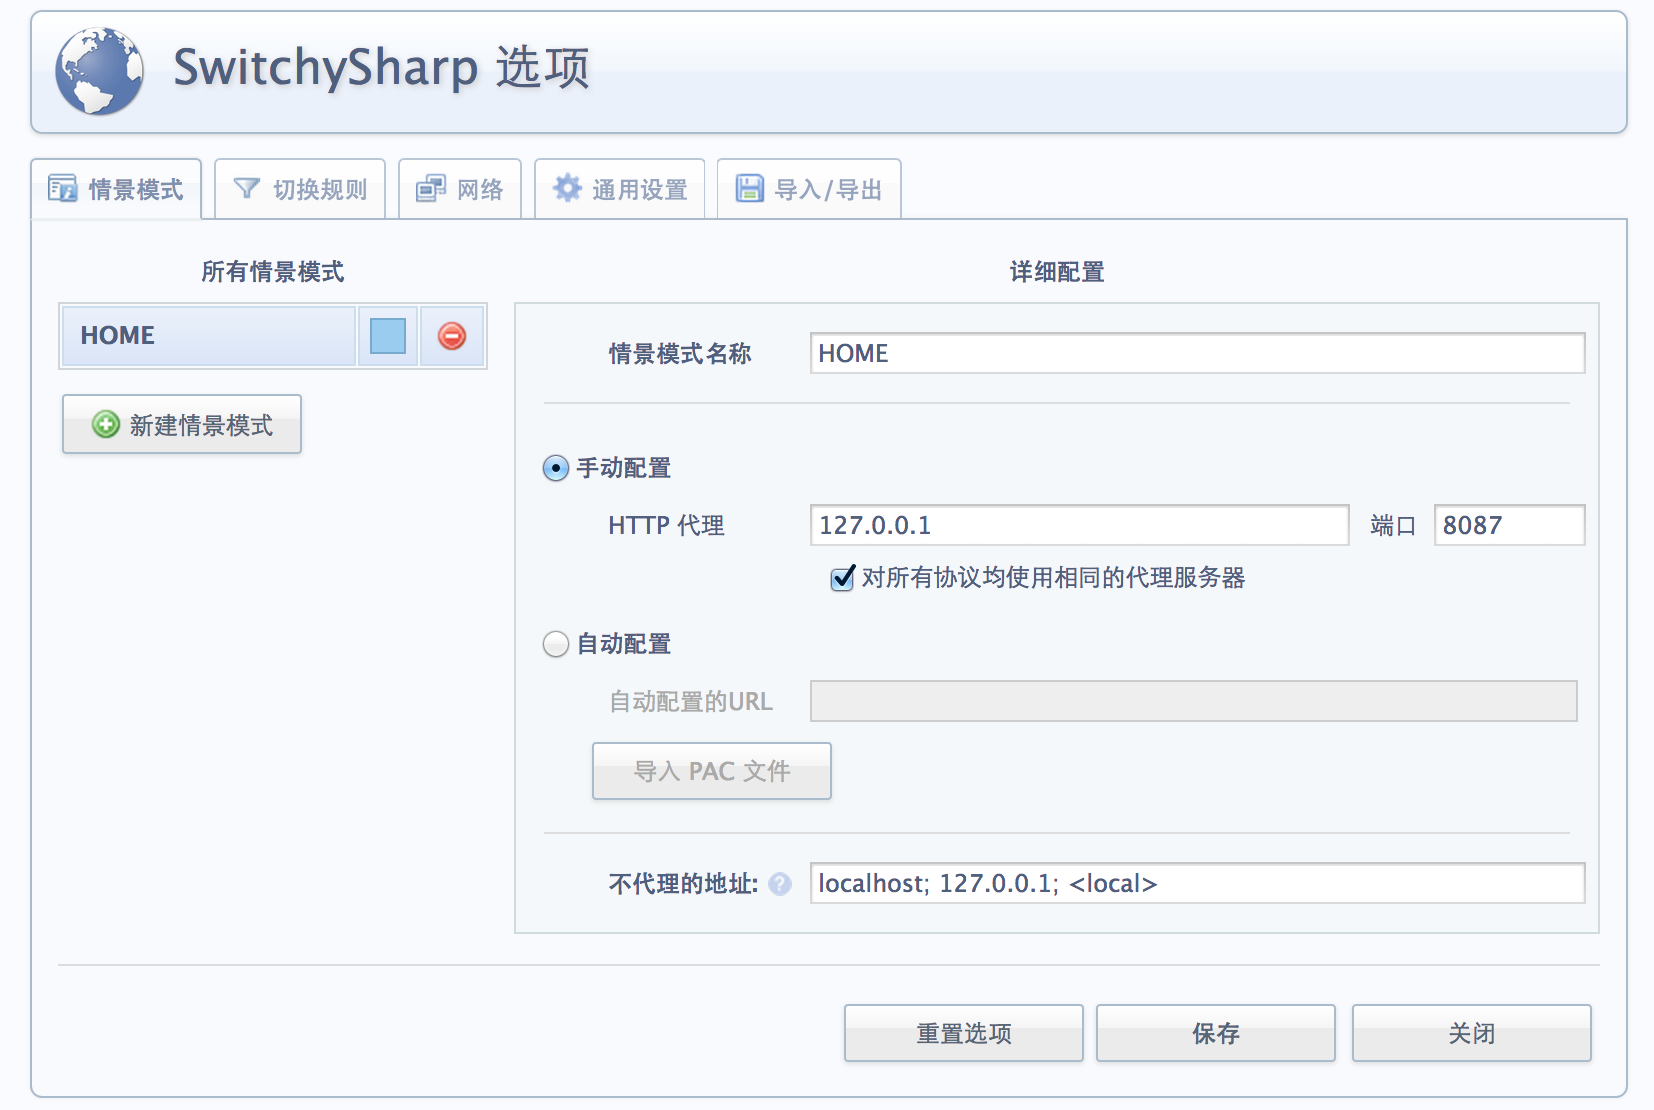 SwitchySharp 选项
情景模式 切换规则 网络 通用设置 导入/导出
所有情景模式 详细配置
HOME
新建情景模式
情景模式名称 HOME
手动配置
HTTP 代理 127.0.0.1 端口 8087
对所有协议均使用相同的代理服务器
自动配置
自动配置的URL
导入 PAC 文件
不代理的地址: ? localhost; 127.0.0.1; <local>
重置选项 保存 关闭